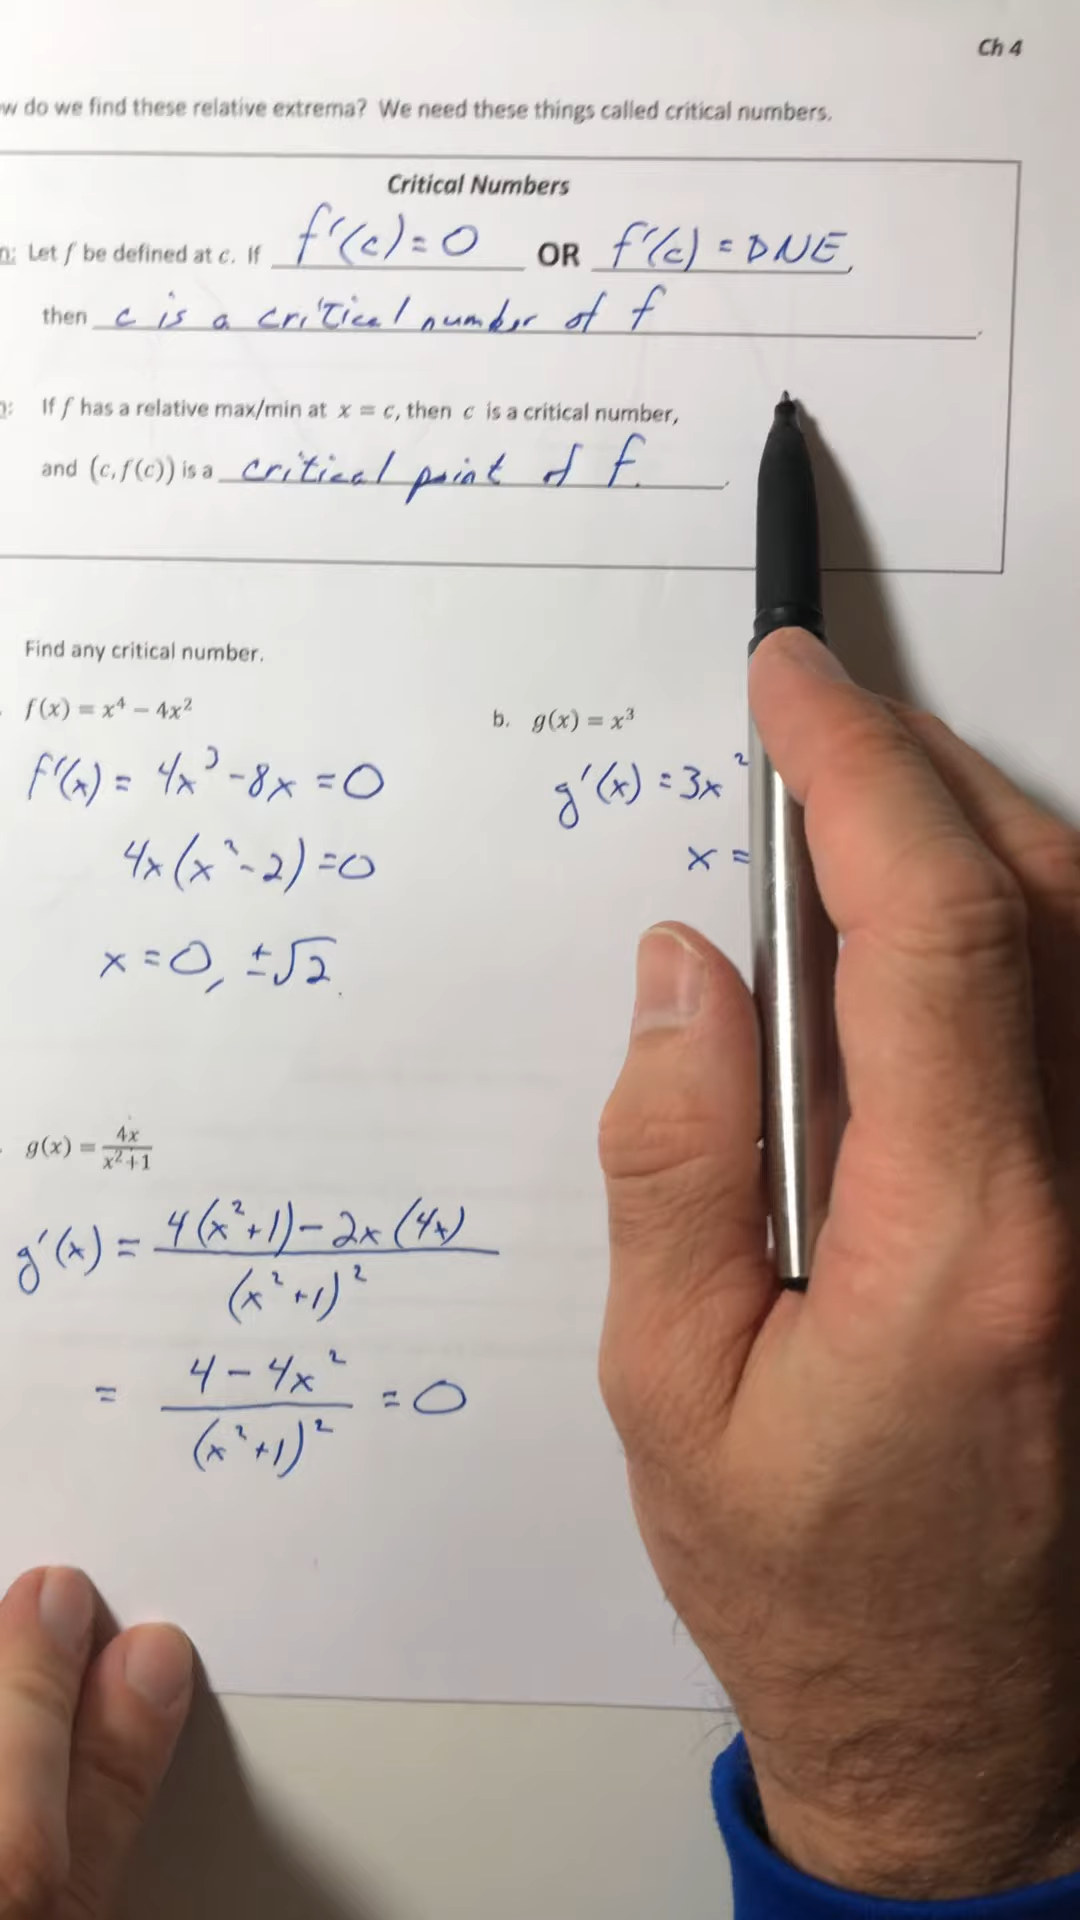 Ch 4
w do we find these relative extrema? We need these things called critical numbers.
Critical Numbers
n: Let f be defined at c. If f'(c) = 0 OR f'(c) = DNE,
then c is a critical number of f.
If f has a relative max/min at x = c, then c is a critical number,
and (c, f(c)) is a critical point of f.
Find any critical number.
f(x) = x⁴ − 4x²
b. g(x) = x³
f'(x) = 4x³ - 8x = 0
g'(x) = 3x²
4x(x² - 2) = 0
x =
x = 0, ±√2
g(x) = 4x/(x²+1)
g'(x) = 4(x²+1) - 2x(4x) / (x²+1)²
= 4 - 4x² / (x²+1)² = 0